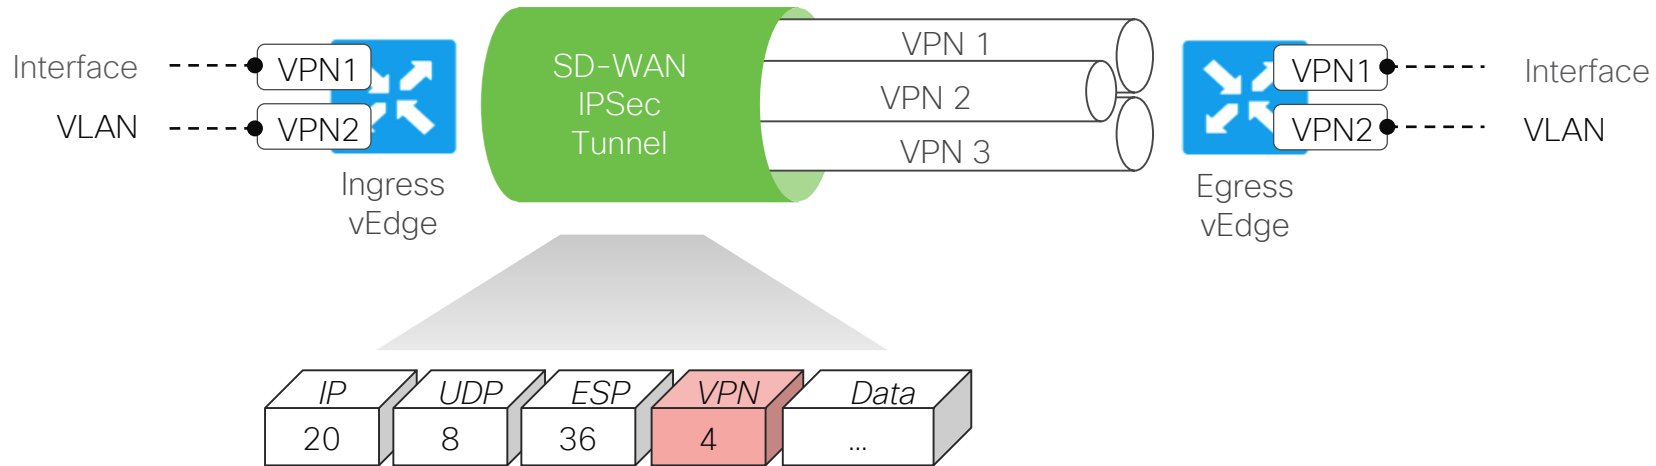 Interface
VPN1
VLAN
VPN2
Ingress
vEdge
SD-WAN
IPSec
Tunnel
VPN 1
VPN 2
VPN 3
VPN1
Interface
VPN2
VLAN
Egress
vEdge
IP
UDP
ESP
VPN
Data
20
8
36
4
...